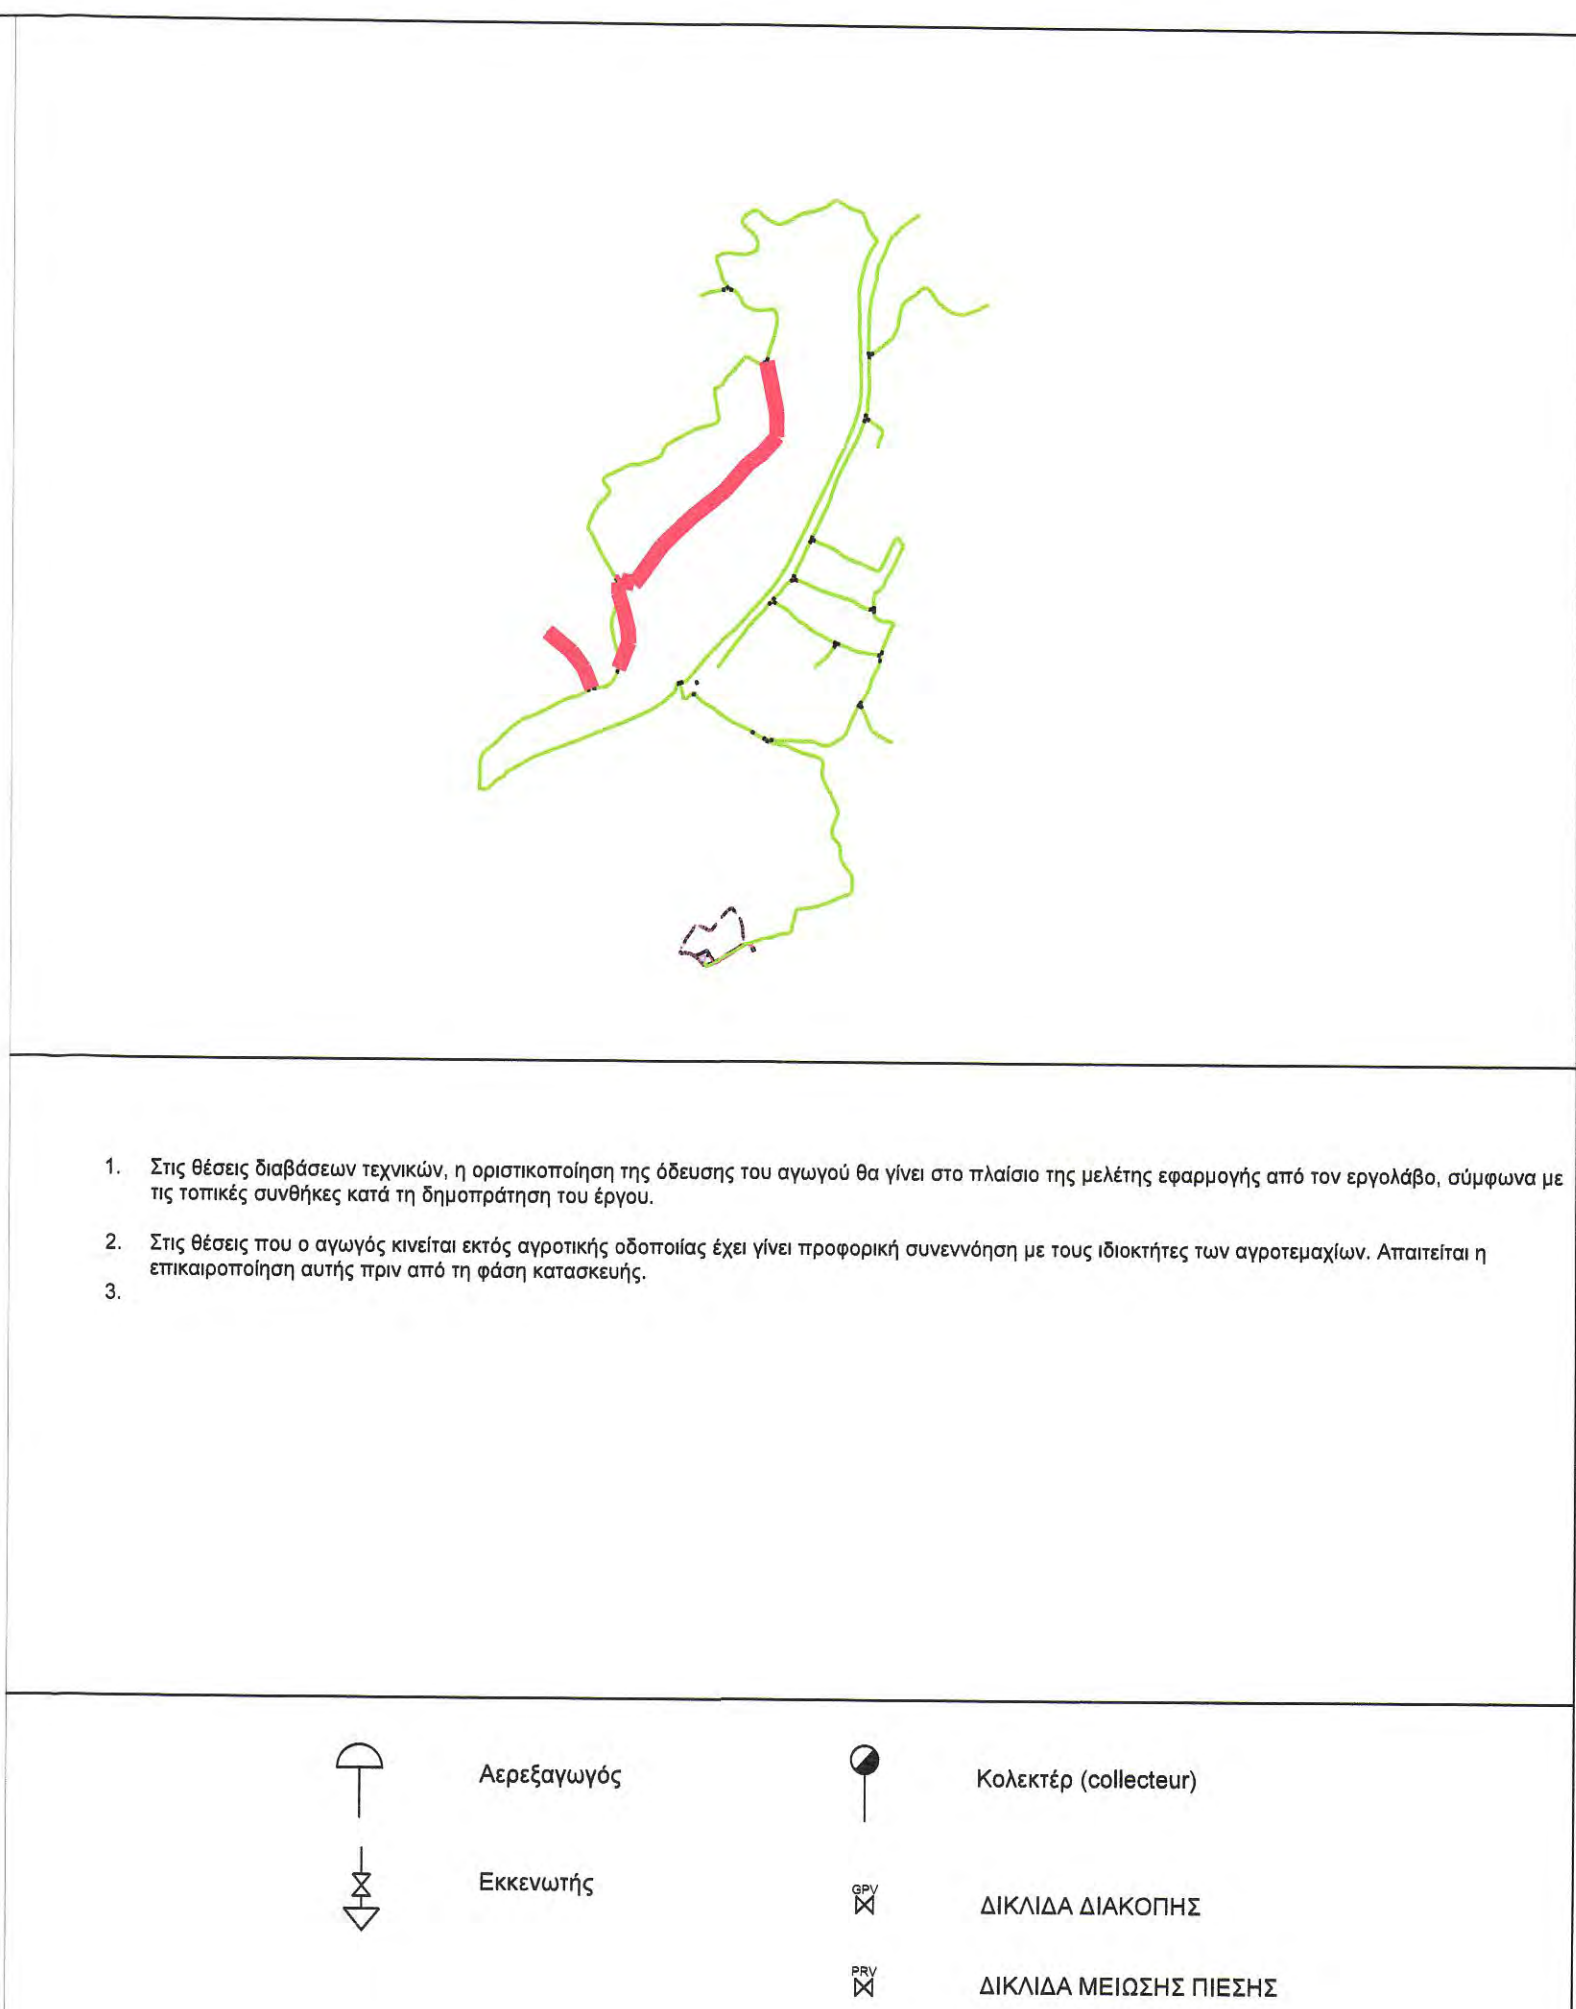 1. Στις θέσεις διαβάσεων τεχνικών, η οριστικοποίηση της όδευσης του αγωγού θα γίνει στο πλαίσιο της μελέτης εφαρμογής από τον εργολάβο, σύμφωνα με
τις τοπικές συνθήκες κατά τη δημοπράτηση του έργου.
2. Στις θέσεις που ο αγωγός κινείται εκτός αγροτικής οδοποιίας έχει γίνει προφορική συνεννόηση με τους ιδιοκτήτες των αγροτεμαχίων. Απαιτείται η
επικαιροποίηση αυτής πριν από τη φάση κατασκευής.
3.
Αερεξαγωγός
Κολεκτέρ (collecteur)
Εκκενωτής
GPV
ΔΙΚΛΙΔΑ ΔΙΑΚΟΠΗΣ
PRV
ΔΙΚΛΙΔΑ ΜΕΙΩΣΗΣ ΠΙΕΣΗΣ